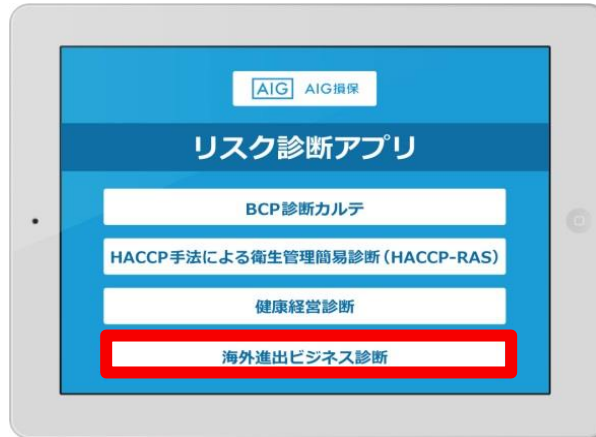 AIG AIG損保
リスク診断アプリ
BCP診断カルテ
HACCP手法による衛生管理簡易診断(HACCP-RAS)
健康経営診断
海外進出ビジネス診断